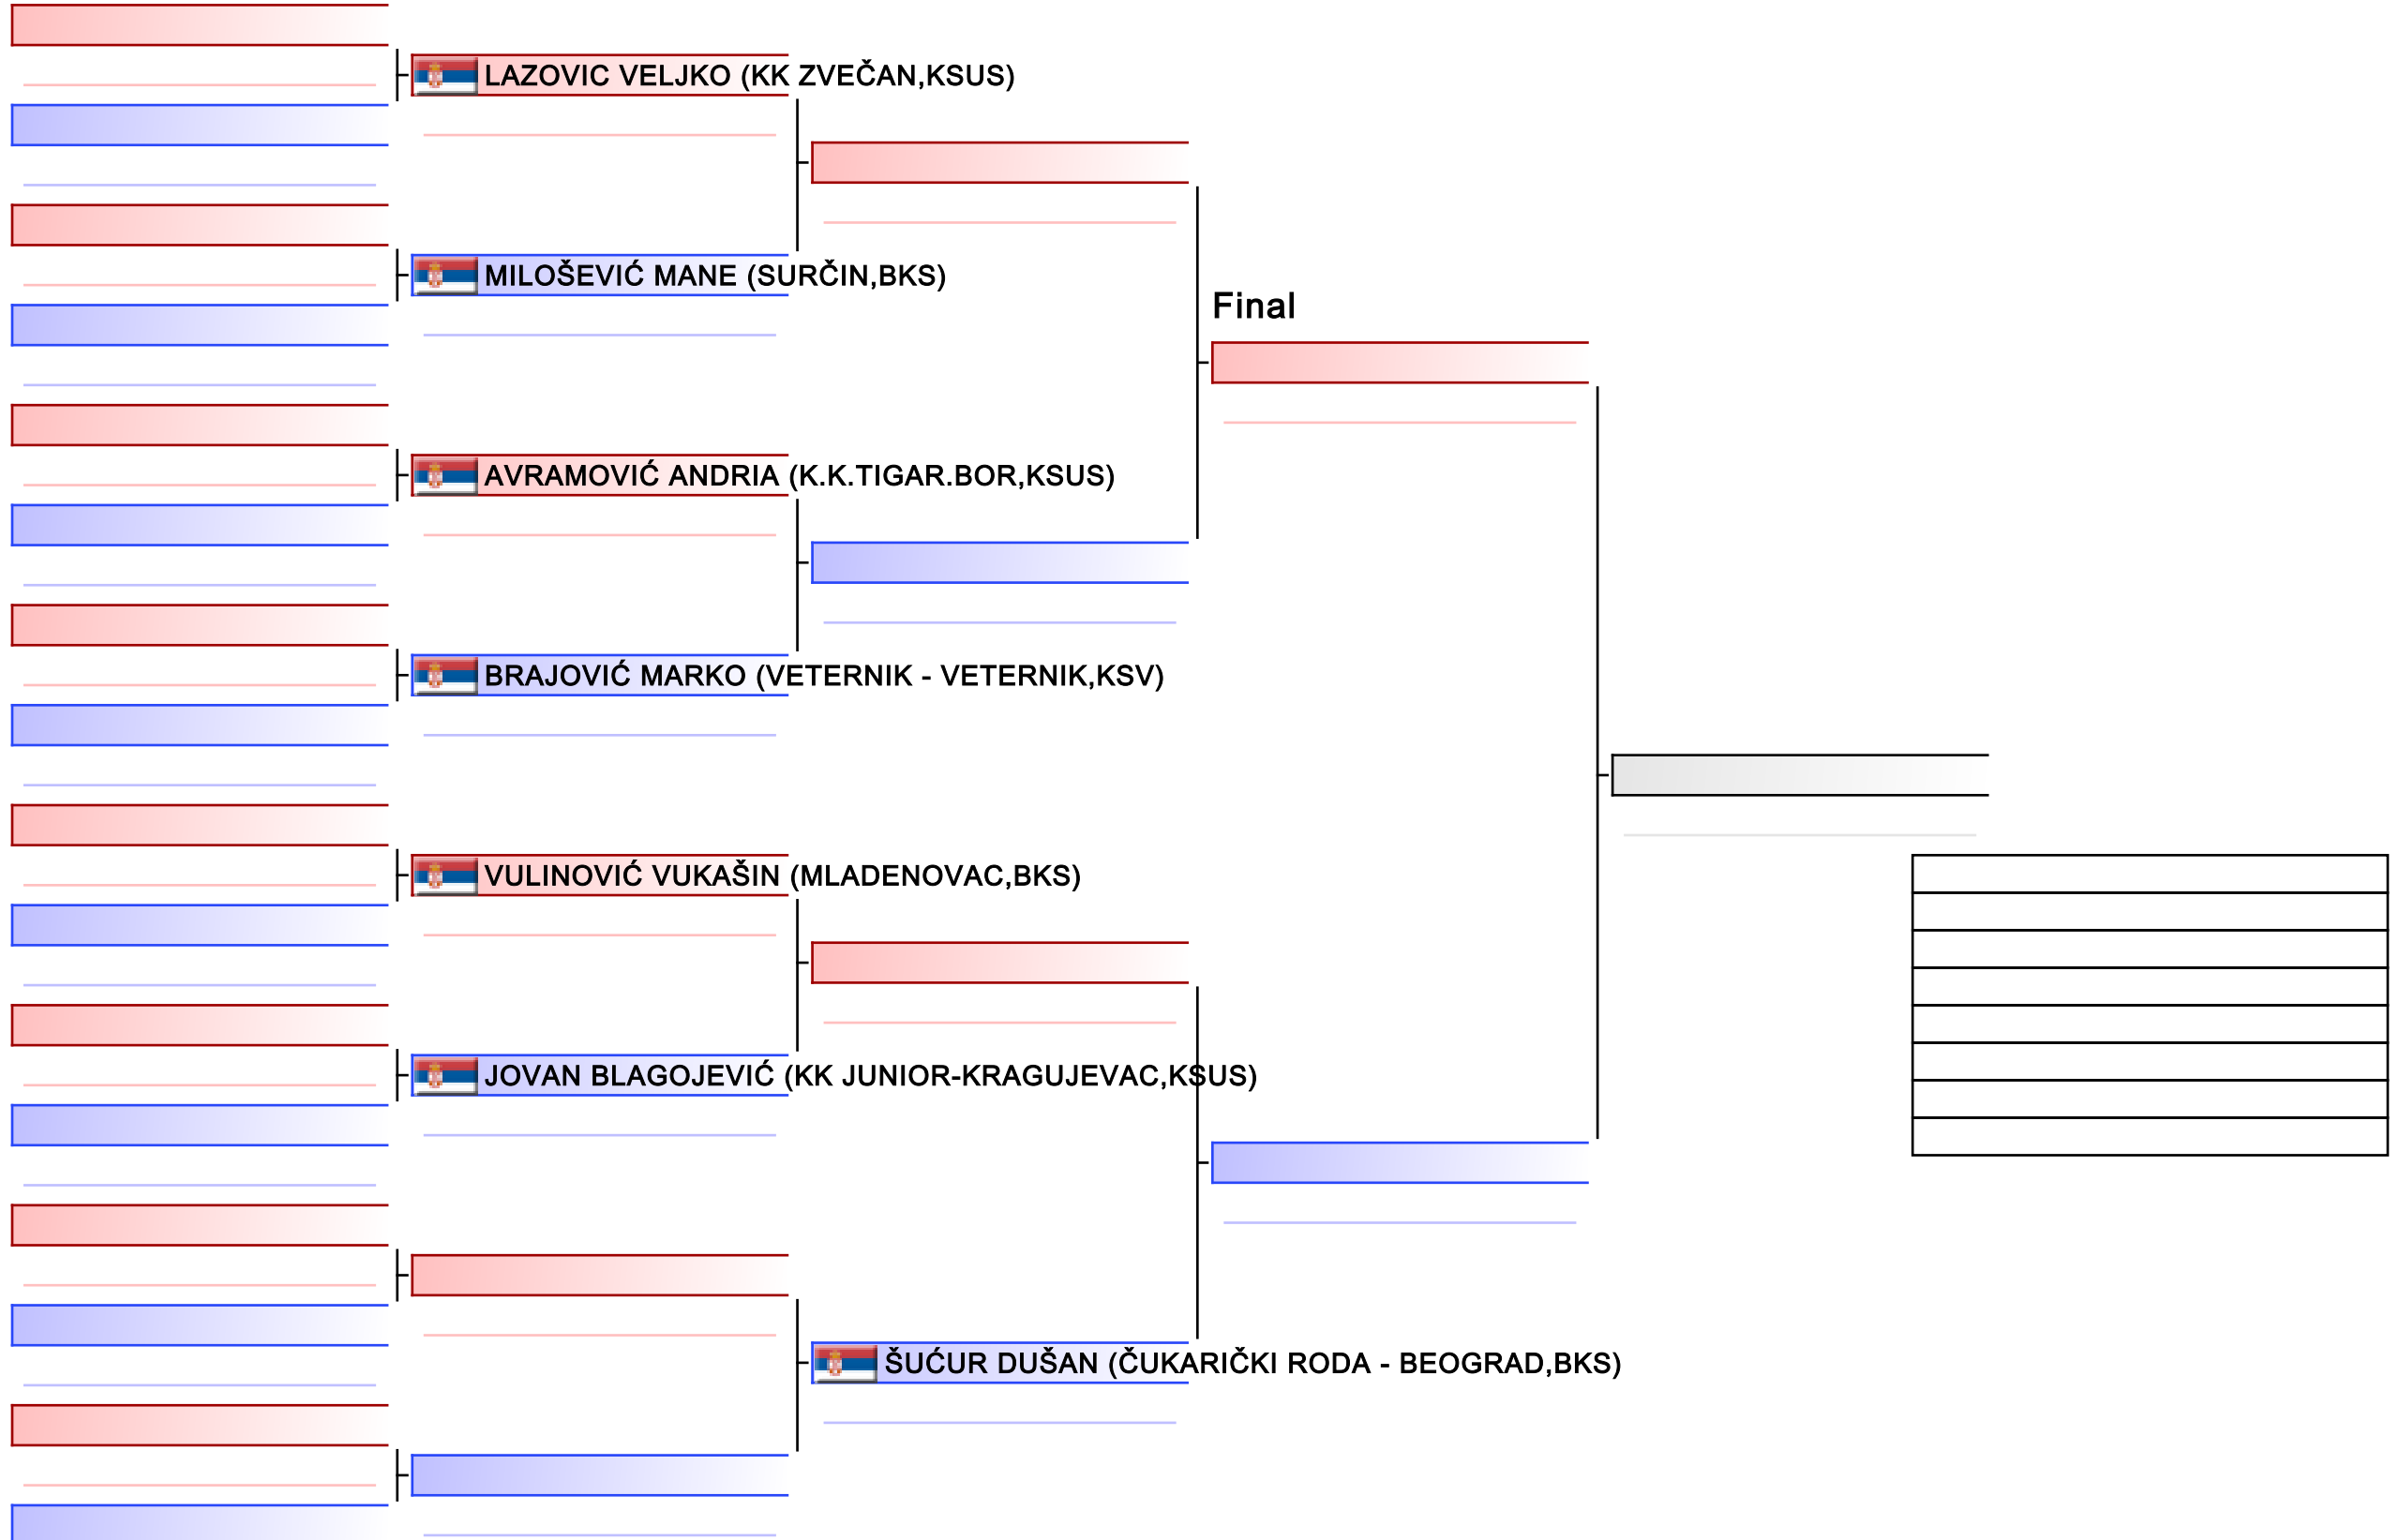 LAZOVIC VELJKO (KK ZVEČAN,KSUS)
MILOŠEVIĆ MANE (SURČIN,BKS)
Final
AVRAMOVIĆ ANDRIA (K.K.TIGAR.BOR,KSUS)
BRAJOVIĆ MARKO (VETERNIK - VETERNIK,KSV)
VULINOVIĆ VUKAŠIN (MLADENOVAC,BKS)
JOVAN BLAGOJEVIĆ (KK JUNIOR-KRAGUJEVAC,KSUS)
ŠUĆUR DUŠAN (ČUKARIČKI RODA - BEOGRAD,BKS)